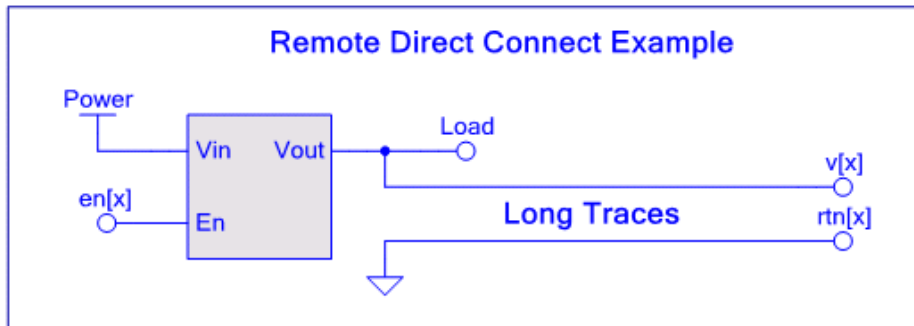 Remote Direct Connect Example
Power
Load
Vin Vout
v[x]
en[x]
En
Long Traces
rtn[x]